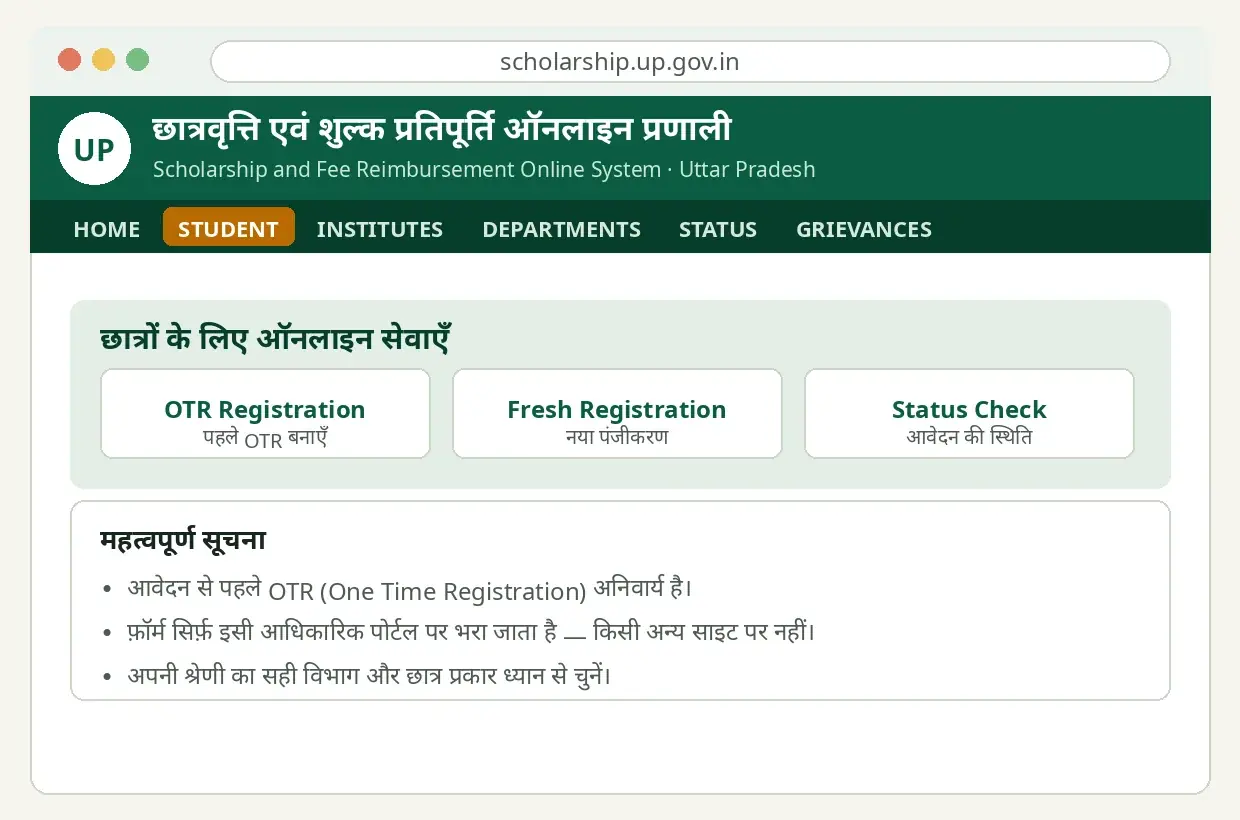 scholarship.up.gov.in
UP
छात्रवृत्ति एवं शुल्क प्रतिपूर्ति ऑनलाइन प्रणाली
Scholarship and Fee Reimbursement Online System · Uttar Pradesh
HOME STUDENT INSTITUTES DEPARTMENTS STATUS GRIEVANCES
छात्रों के लिए ऑनलाइन सेवाएँ
OTR Registration
पहले OTR बनाएँ
Fresh Registration
नया पंजीकरण
Status Check
आवेदन की स्थिति
महत्वपूर्ण सूचना
• आवेदन से पहले OTR (One Time Registration) अनिवार्य है।
• फ़ॉर्म सिर्फ़ इसी आधिकारिक पोर्टल पर भरा जाता है — किसी अन्य साइट पर नहीं।
• अपनी श्रेणी का सही विभाग और छात्र प्रकार ध्यान से चुनें।